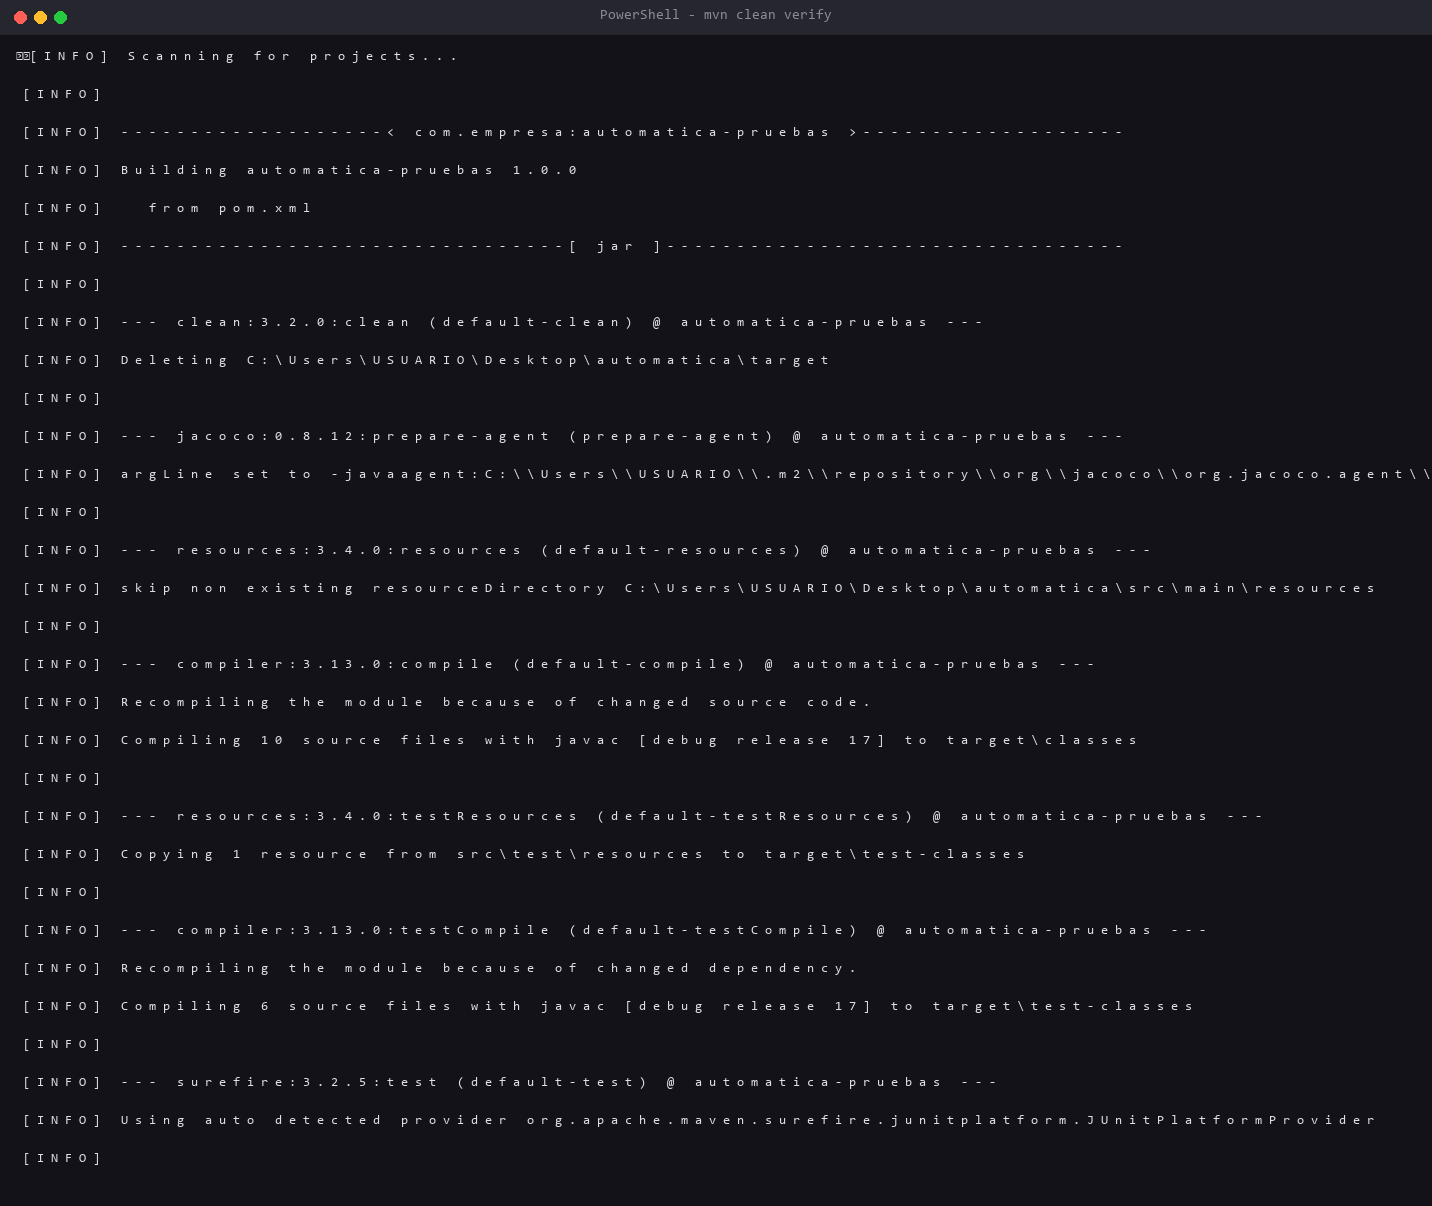 PowerShell - mvn clean verify
[INFO] Scanning for projects...
[INFO]
[INFO] -------------------< com.empresa:automatica-pruebas >-------------------
[INFO] Building automatica-pruebas 1.0.0
[INFO]   from pom.xml
[INFO] --------------------------------[ jar ]---------------------------------
[INFO]
[INFO] --- clean:3.2.0:clean (default-clean) @ automatica-pruebas ---
[INFO] Deleting C:\Users\USUARIO\Desktop\automatica\target
[INFO]
[INFO] --- jacoco:0.8.12:prepare-agent (prepare-agent) @ automatica-pruebas ---
[INFO] argLine set to -javaagent:C:\\Users\\USUARIO\\.m2\\repository\\org\\jacoco\\org.jacoco.agent\\
[INFO]
[INFO] --- resources:3.4.0:resources (default-resources) @ automatica-pruebas ---
[INFO] skip non existing resourceDirectory C:\Users\USUARIO\Desktop\automatica\src\main\resources
[INFO]
[INFO] --- compiler:3.13.0:compile (default-compile) @ automatica-pruebas ---
[INFO] Recompiling the module because of changed source code.
[INFO] Compiling 10 source files with javac [debug release 17] to target\classes
[INFO]
[INFO] --- resources:3.4.0:testResources (default-testResources) @ automatica-pruebas ---
[INFO] Copying 1 resource from src\test\resources to target\test-classes
[INFO]
[INFO] --- compiler:3.13.0:testCompile (default-testCompile) @ automatica-pruebas ---
[INFO] Recompiling the module because of changed dependency.
[INFO] Compiling 6 source files with javac [debug release 17] to target\test-classes
[INFO]
[INFO] --- surefire:3.2.5:test (default-test) @ automatica-pruebas ---
[INFO] Using auto detected provider org.apache.maven.surefire.junitplatform.JUnitPlatformProvider
[INFO]